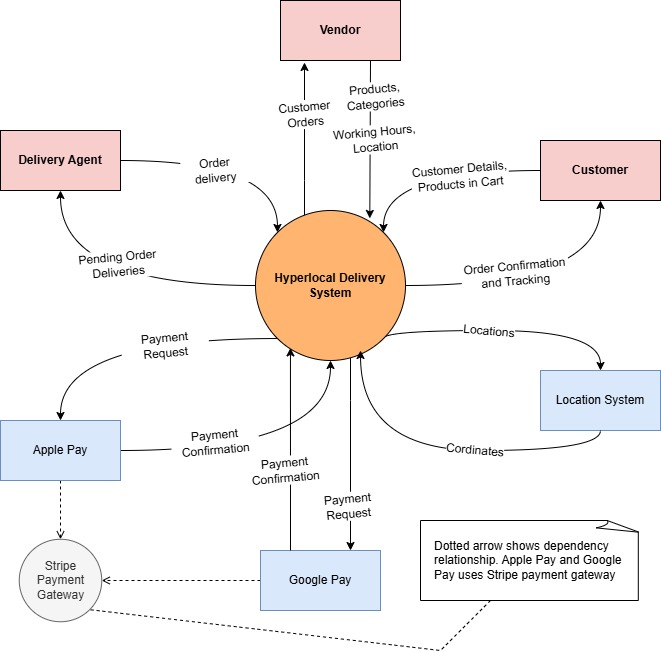 Vendor
Customer
Orders
Products,
Categories
Working Hours,
Location
Delivery Agent
Order
delivery
Customer Details,
Products in Cart
Customer
Pending Order
Deliveries
Hyperlocal Delivery
System
Order Confirmation
and Tracking
Payment
Request
Locations
Location System
Apple Pay
Payment
Confirmation
Cordinates
Payment
Confirmation
Payment
Request
Stripe
Payment
Gateway
Google Pay
Dotted arrow shows dependency
relationship. Apple Pay and Google
Pay uses Stripe payment gateway